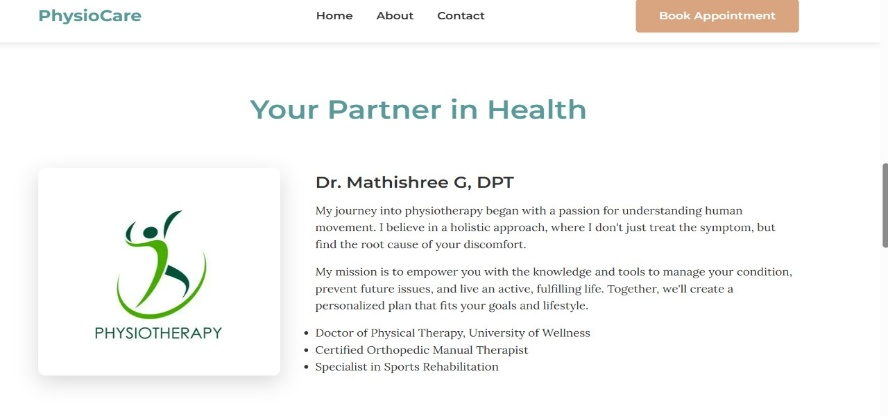 PhysioCare
Home About Contact
Book Appointment
Your Partner in Health
PHYSIOTHERAPY
Dr. Mathishree G, DPT
My journey into physiotherapy began with a passion for understanding human
movement. I believe in a holistic approach, where I don't just treat the symptom, but
find the root cause of your discomfort.
My mission is to empower you with the knowledge and tools to manage your condition,
prevent future issues, and live an active, fulfilling life. Together, we'll create a
personalized plan that fits your goals and lifestyle.
• Doctor of Physical Therapy, University of Wellness
• Certified Orthopedic Manual Therapist
• Specialist in Sports Rehabilitation